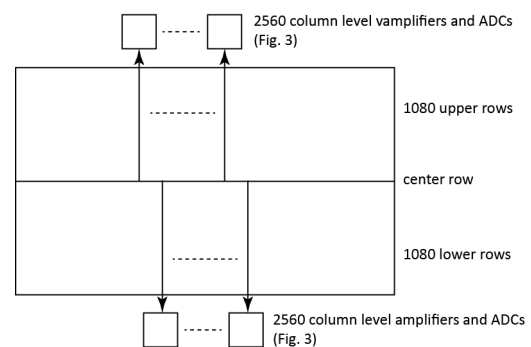 2560 column level vamplifiers and ADCs
(Fig. 3)
1080 upper rows
center row
1080 lower rows
2560 column level amplifiers and ADCs
(Fig. 3)